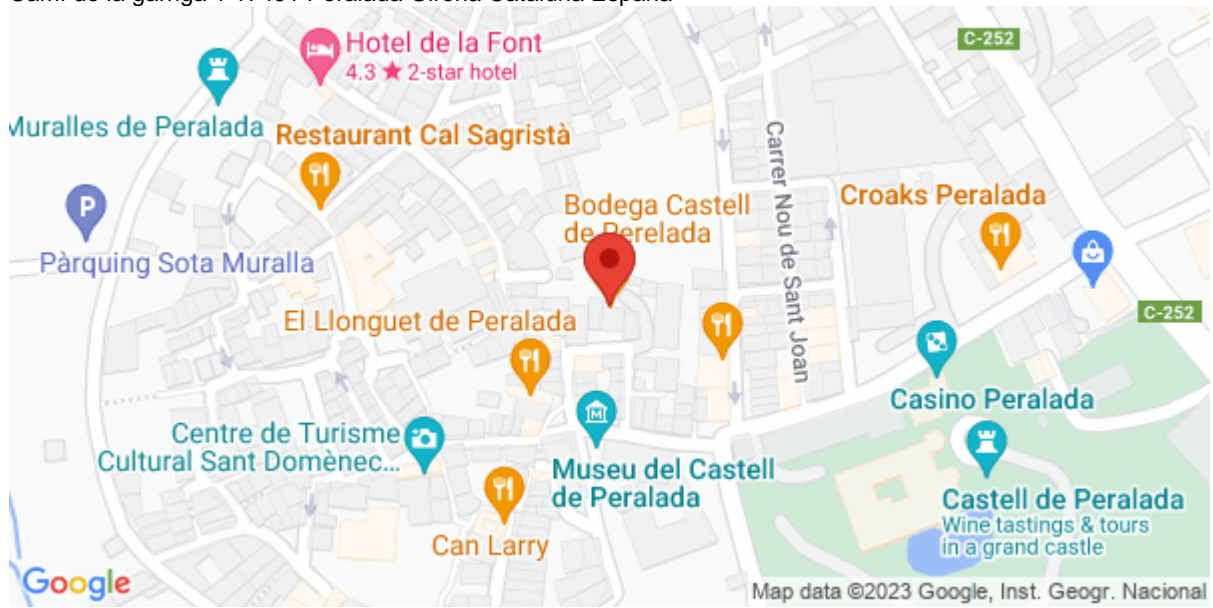 Hotel de la Font
4.3 ★ 2-star hotel
C-252
Muralles de Peralada
Restaurant Cal Sagristà
Carrer Nou de Sant Joan
Bodega Castell
de Perelada
Croaks Peralada
P
Pàrquing Sota Muralla
El Llonguet de Peralada
C-252
Casino Peralada
Centre de Turisme
Cultural Sant Domènec...
M
Museu del Castell
de Peralada
Castell de Peralada
Wine tastings & tours
in a grand castle
Can Larry
Google
Map data ©2023 Google, Inst. Geogr. Nacional